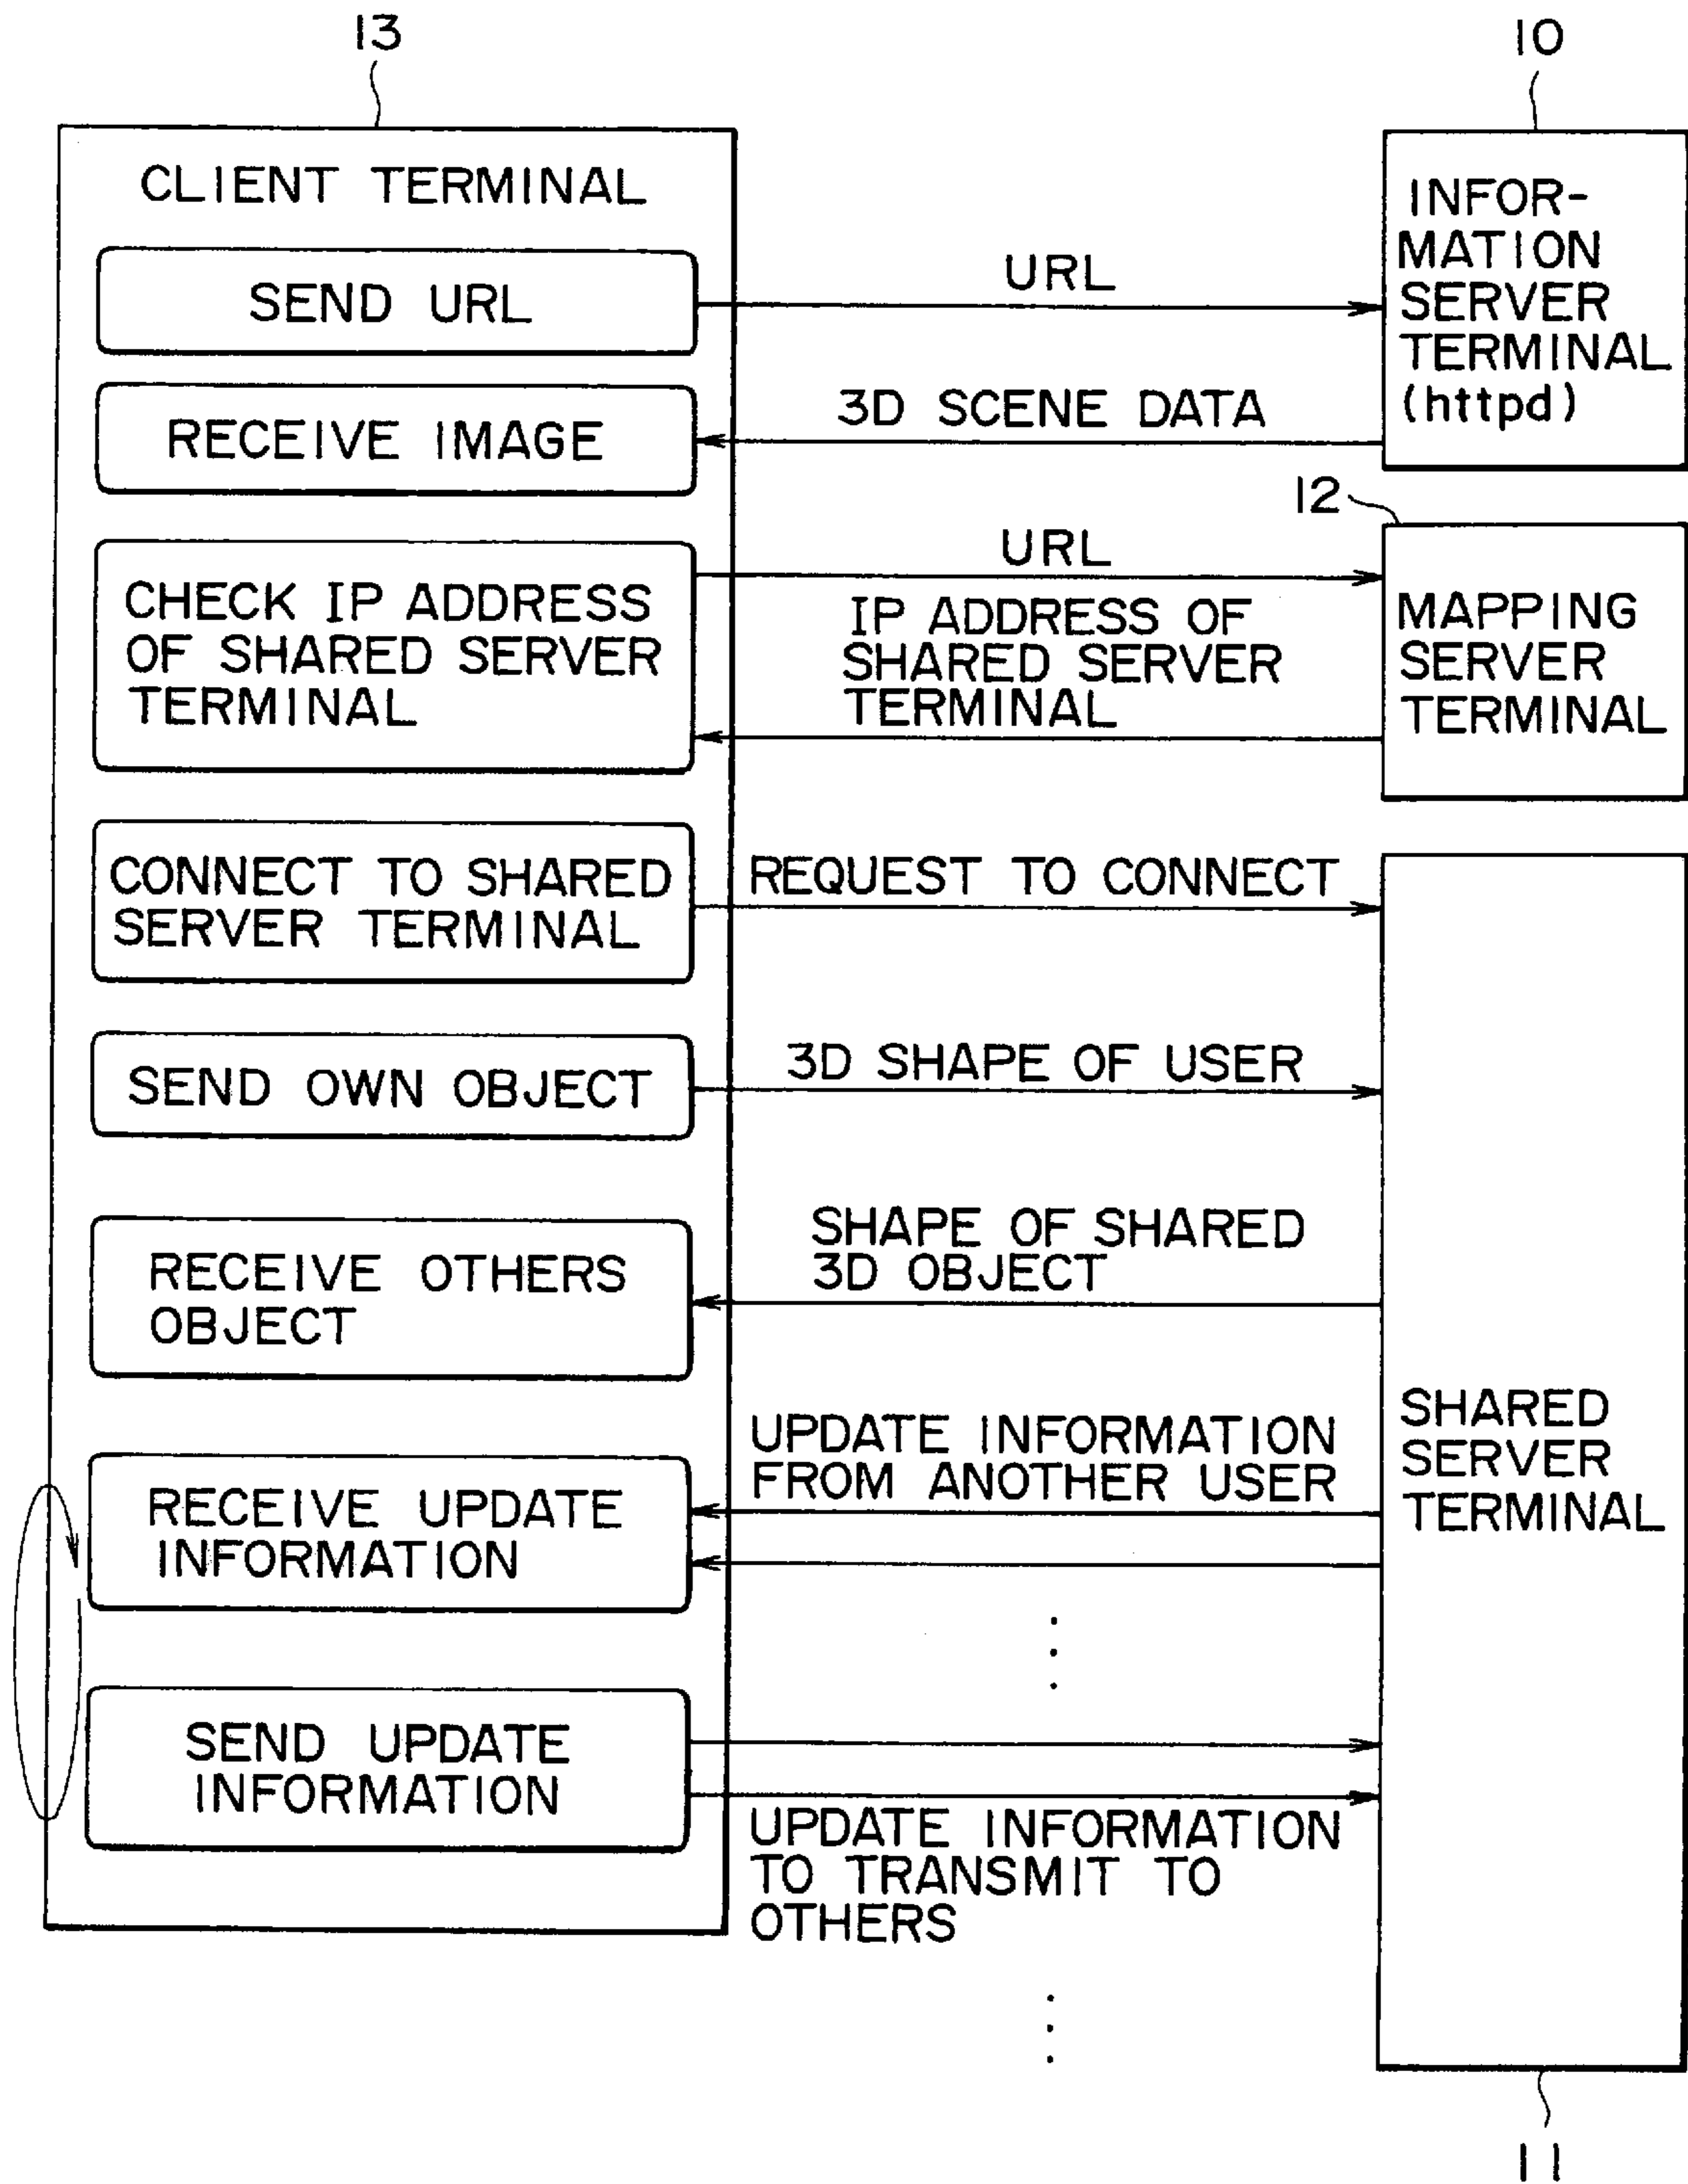 13
10
CLIENT TERMINAL
INFOR-
MATION
SERVER
TERMINAL
(httpd)
SEND URL
URL
RECEIVE IMAGE
3D SCENE DATA
12
CHECK IP ADDRESS
OF SHARED SERVER
TERMINAL
URL
IP ADDRESS OF
SHARED SERVER
TERMINAL
MAPPING
SERVER
TERMINAL
CONNECT TO SHARED
SERVER TERMINAL
REQUEST TO CONNECT
SEND OWN OBJECT
3D SHAPE OF USER
RECEIVE OTHERS
OBJECT
SHAPE OF SHARED
3D OBJECT
SHARED
SERVER
TERMINAL
RECEIVE UPDATE
INFORMATION
UPDATE INFORMATION
FROM ANOTHER USER
SEND UPDATE
INFORMATION
UPDATE INFORMATION
TO TRANSMIT TO
OTHERS
11